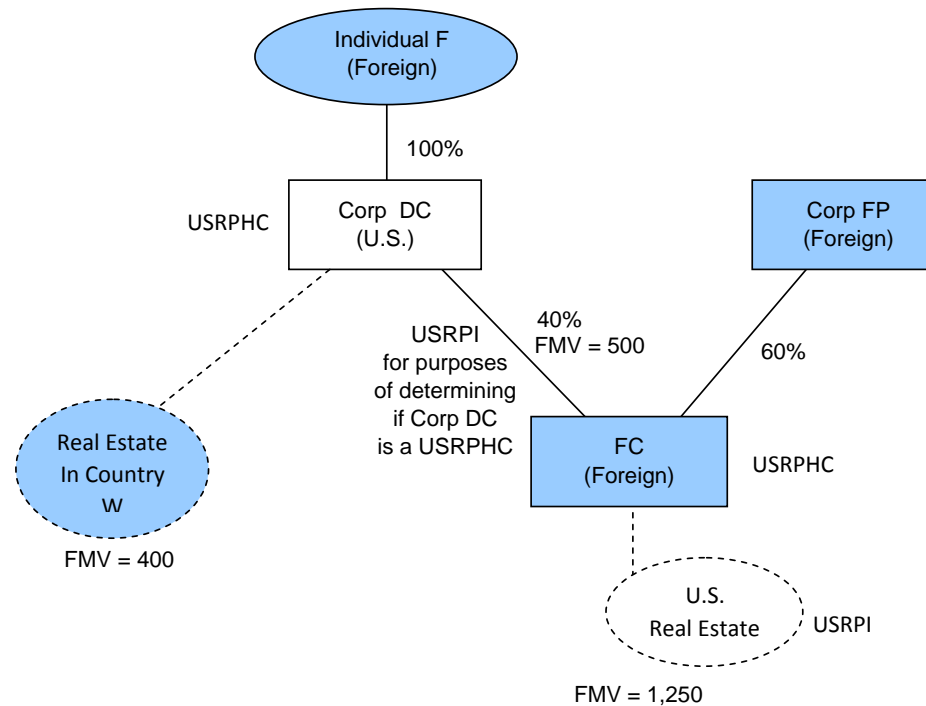 Individual F
(Foreign)
100%
USRPHC
Corp DC
(U.S.)
Corp FP
(Foreign)
USRPI
for purposes
of determining
if Corp DC
is a USRPHC
40%
FMV = 500
60%
Real Estate
In Country
W
FMV = 400
FC
(Foreign)
USRPHC
U.S.
Real Estate
USRPI
FMV = 1,250